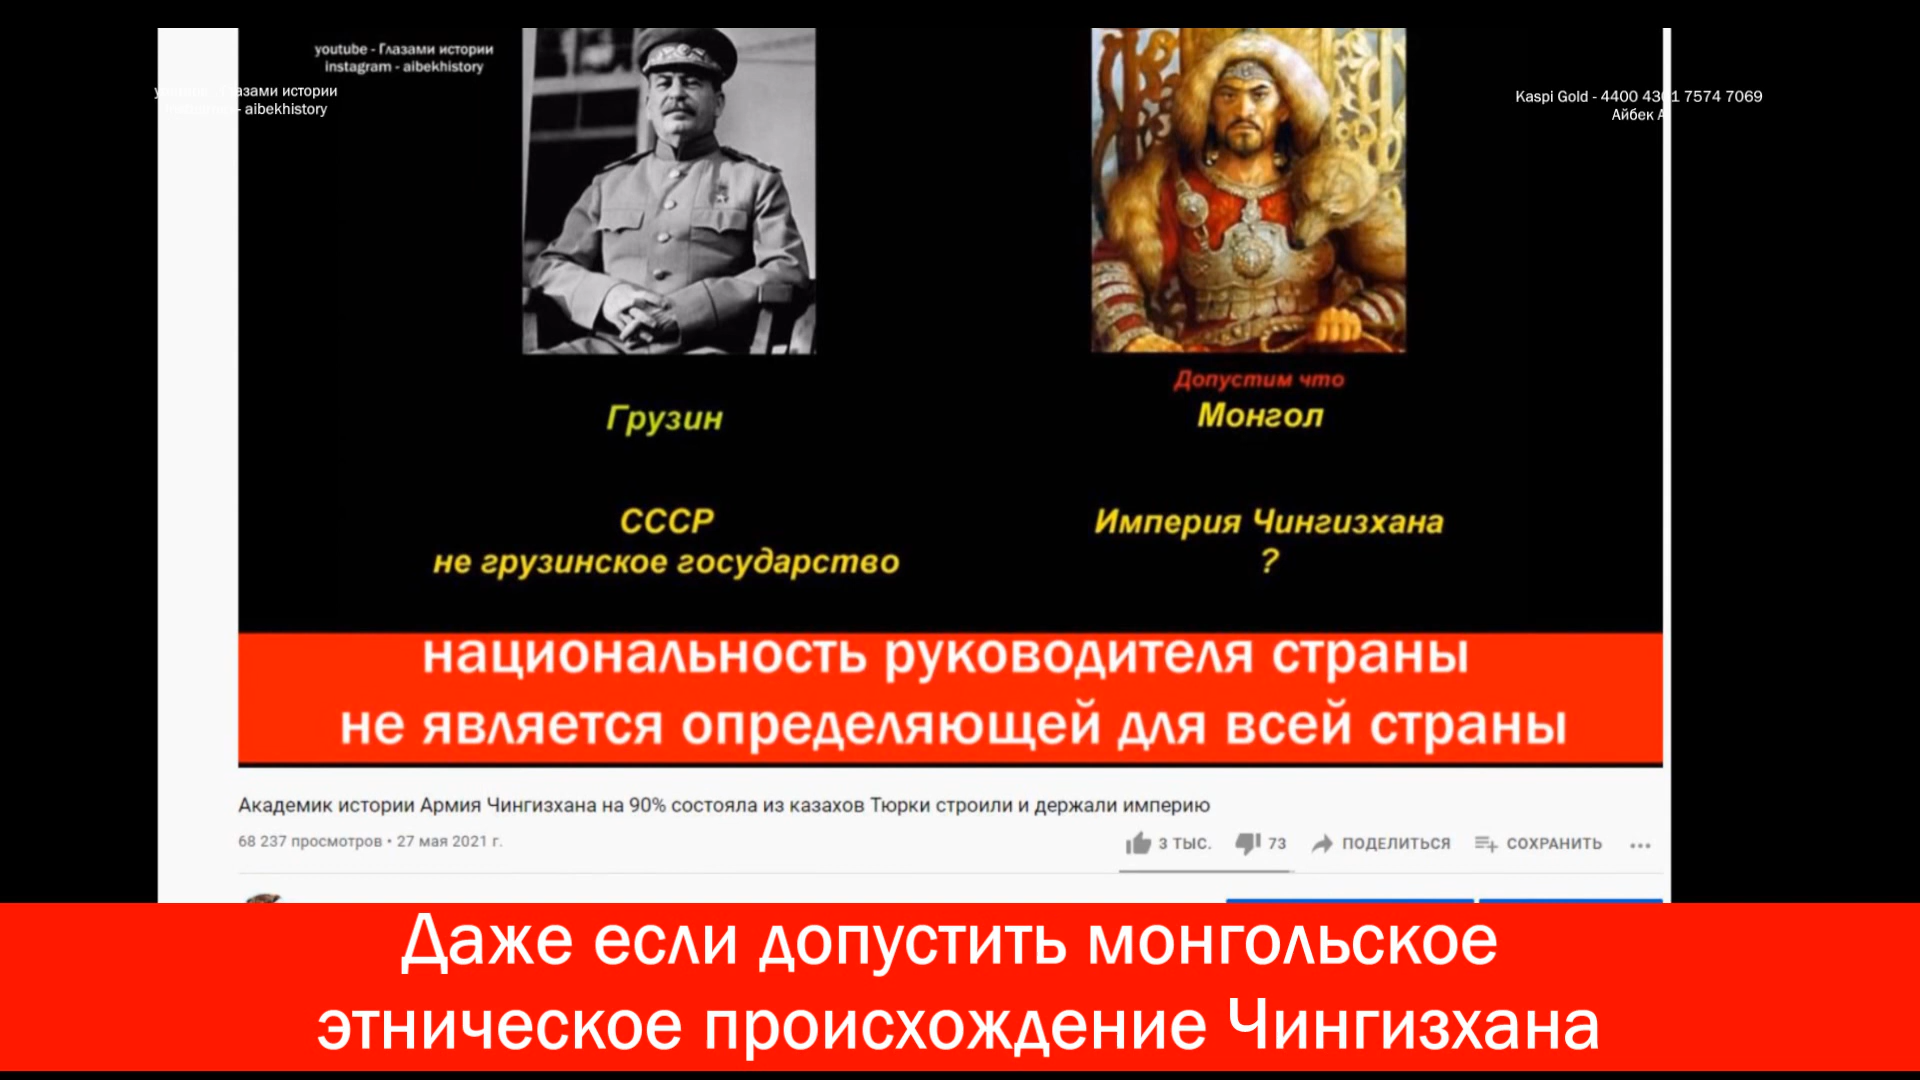 youtube - Глазами истории
instagram - aibekhistory
азами истории
- aibekhistory
Kaspi Gold - 4400 4301 7574 7069
Айбек А
Допустим что
Грузин
Монгол
СССР
не грузинское государство
Империя Чингизхана
?
национальность руководителя страны
не является определяющей для всей страны
Академик истории Армия Чингизхана на 90% состояла из казахов Тюрки строили и держали империю
68 237 просмотров • 27 мая 2021 г.
3 ТЫС.
73
ПОДЕЛИТЬСЯ
СОХРАНИТЬ
Даже если допустить монгольское
этническое происхождение Чингизхана